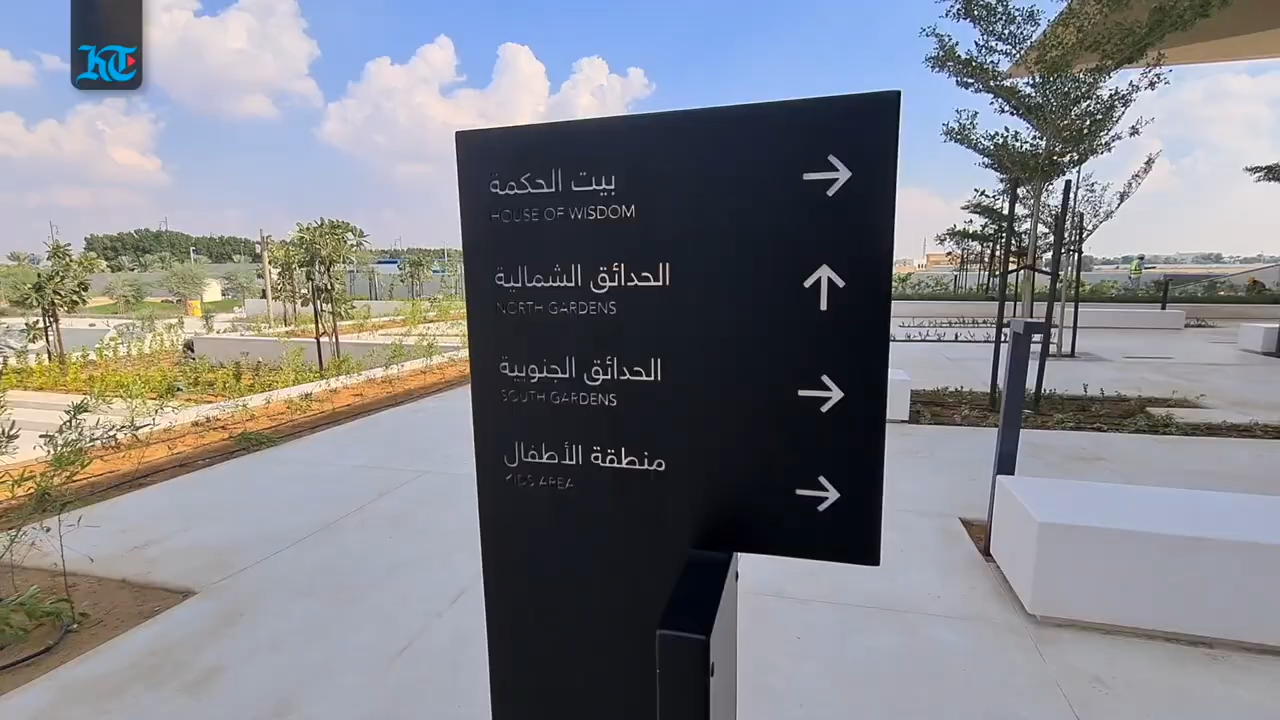 KT
بيت الحكمة
HOUSE OF WISDOM
الحدائق الشمالية
NORTH GARDENS
الحدائق الجنوبية
SOUTH GARDENS
منطقة الأطفال
KIDS AREA